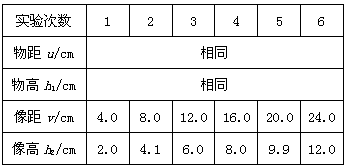 实验次数 1 2 3 4 5 6
物距 u/cm 相同
物高 h₁/cm 相同
像距 v/cm 4.0 8.0 12.0 16.0 20.0 24.0
像高 h₂/cm 2.0 4.1 6.0 8.0 9.9 12.0